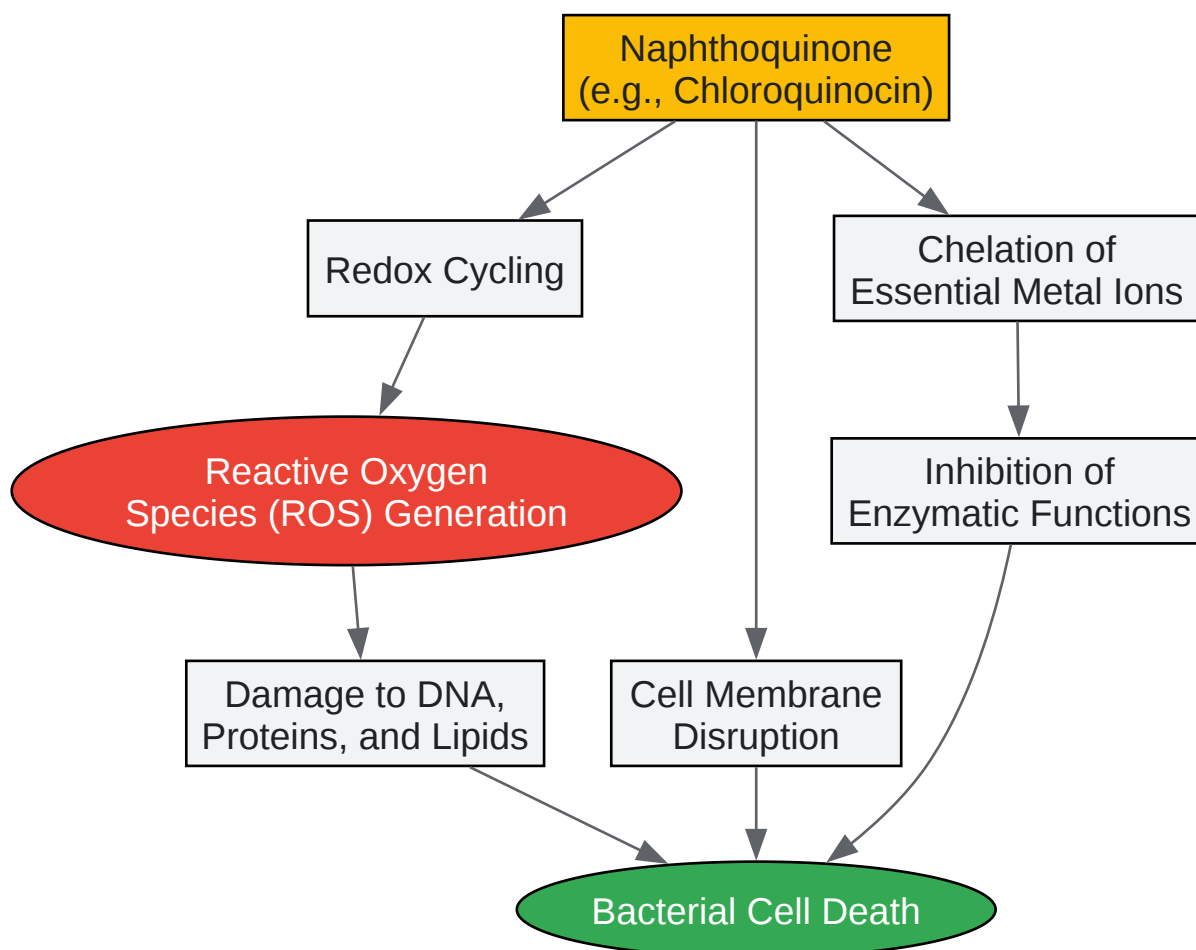 Naphthoquinone
(e.g., Chloroquinocin)
Redox Cycling
Chelation of
Essential Metal Ions
Reactive Oxygen
Species (ROS) Generation
Inhibition of
Enzymatic Functions
Damage to DNA,
Proteins, and Lipids
Cell Membrane
Disruption
Bacterial Cell Death